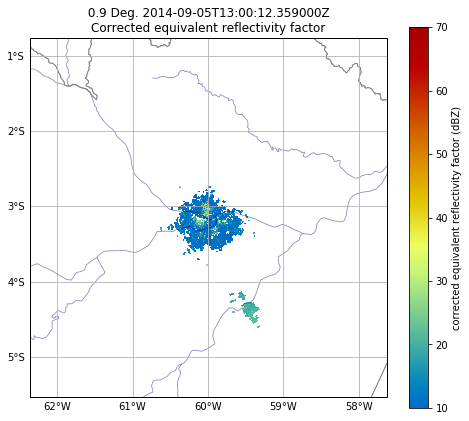 0.9 Deg. 2014-09-05T13:00:12.359000Z
Corrected equivalent reflectivity factor
1°S
2°S
3°S
4°S
5°S
62°W
61°W
60°W
59°W
58°W
70
60
50
40
30
20
10
corrected equivalent reflectivity factor (dBZ)